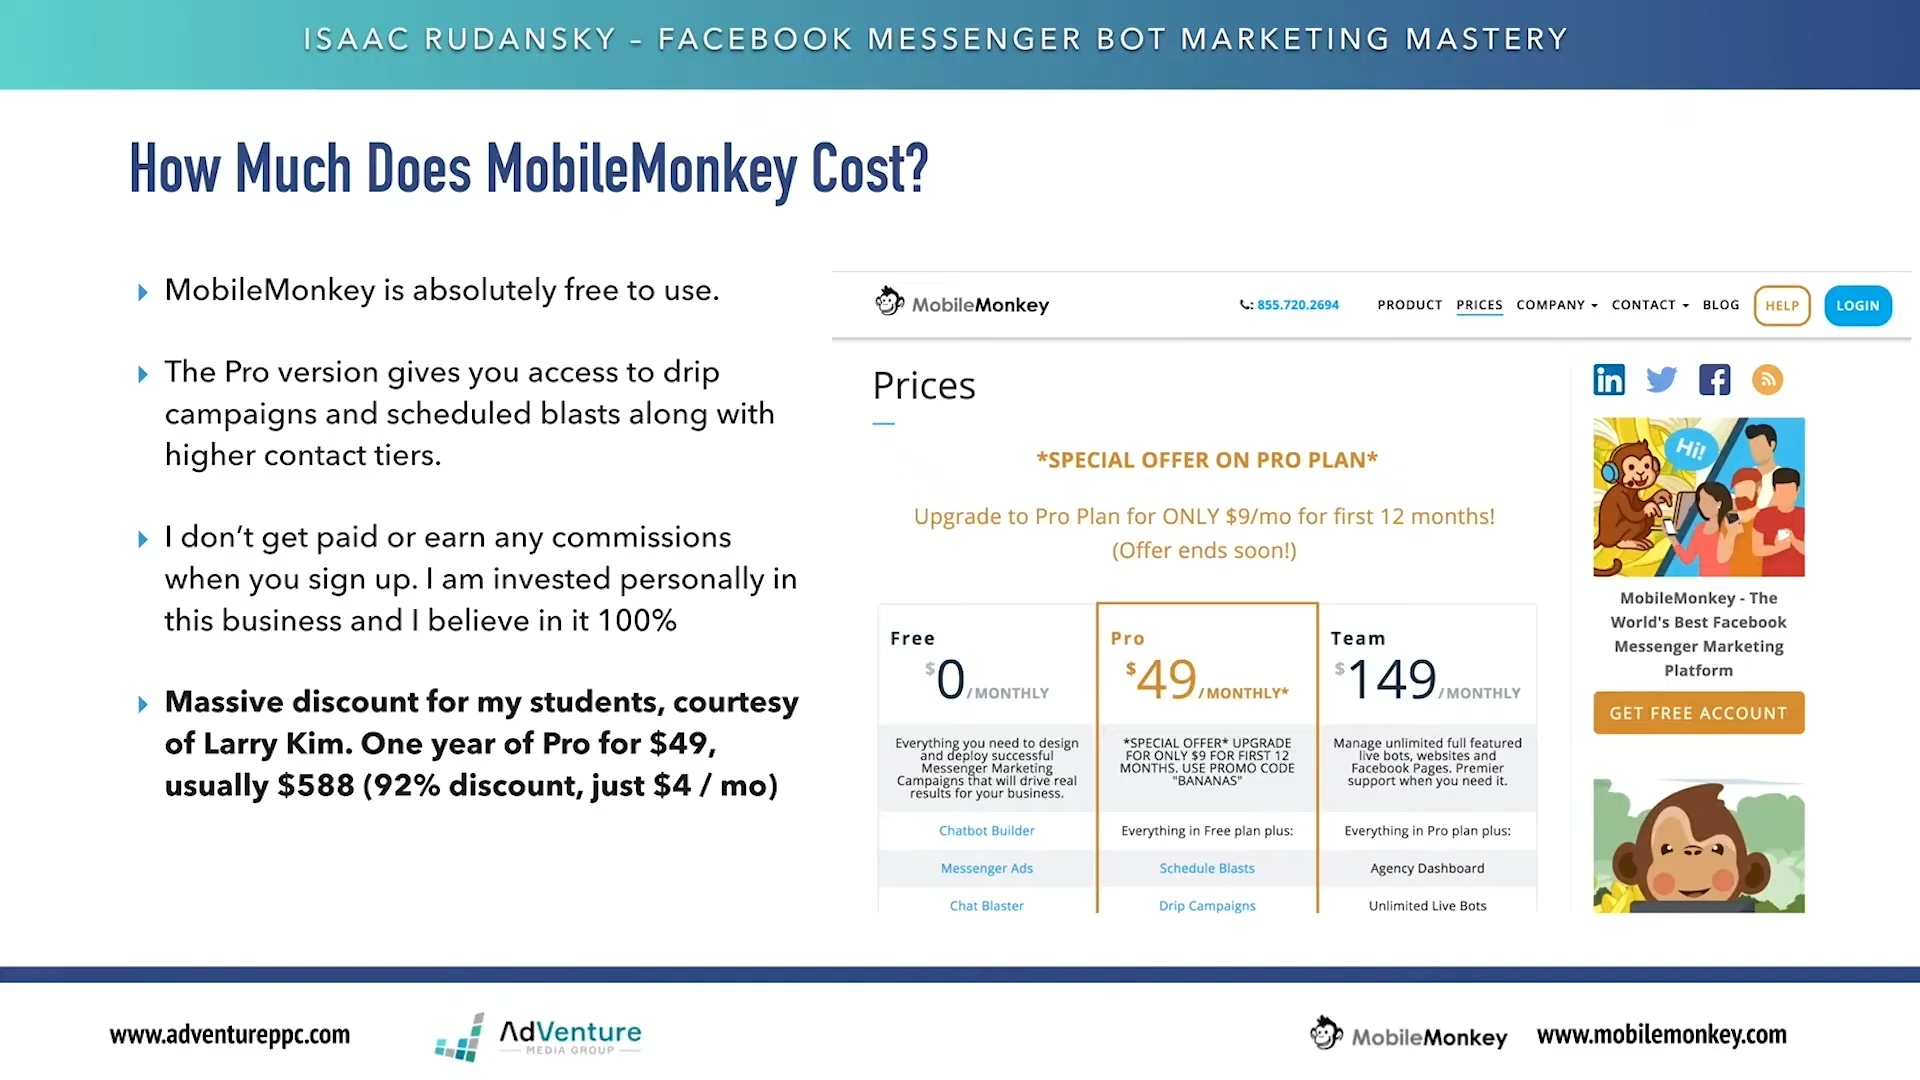 ISAAC RUDANSKY – FACEBOOK MESSENGER BOT MARKETING MASTERY
How Much Does MobileMonkey Cost?
MobileMonkey is absolutely free to use.
The Pro version gives you access to drip
campaigns and scheduled blasts along with
higher contact tiers.
I don’t get paid or earn any commissions
when you sign up. I am invested personally in
this business and I believe in it 100%
Massive discount for my students, courtesy
of Larry Kim. One year of Pro for $49,
usually $588 (92% discount, just $4 / mo)
MobileMonkey
: 855.720.2694
PRODUCT
PRICES
COMPANY
CONTACT
BLOG
HELP
LOGIN
Prices
*SPECIAL OFFER ON PRO PLAN*
Upgrade to Pro Plan for ONLY $9/mo for first 12 months!
(Offer ends soon!)
Free
$0/MONTHLY
Everything you need to design
and deploy successful
Messenger Marketing
Campaigns that will drive real
results for your business.
Chatbot Builder
Messenger Ads
Chat Blaster
Pro
$49/MONTHLY*
*SPECIAL OFFER* UPGRADE
FOR ONLY $9 FOR FIRST 12
MONTHS. USE PROMO CODE
"BANANAS"
Everything in Free plan plus:
Schedule Blasts
Drip Campaigns
Team
$149/MONTHLY
Manage unlimited full featured
live bots, websites and
Facebook Pages. Premier
support when you need it.
Everything in Pro plan plus:
Agency Dashboard
Unlimited Live Bots
in
Hi!
MobileMonkey - The
World's Best Facebook
Messenger Marketing
Platform
GET FREE ACCOUNT
www.adventureppc.com
AdVenture
MEDIA GROUP
MobileMonkey
www.mobilemonkey.com